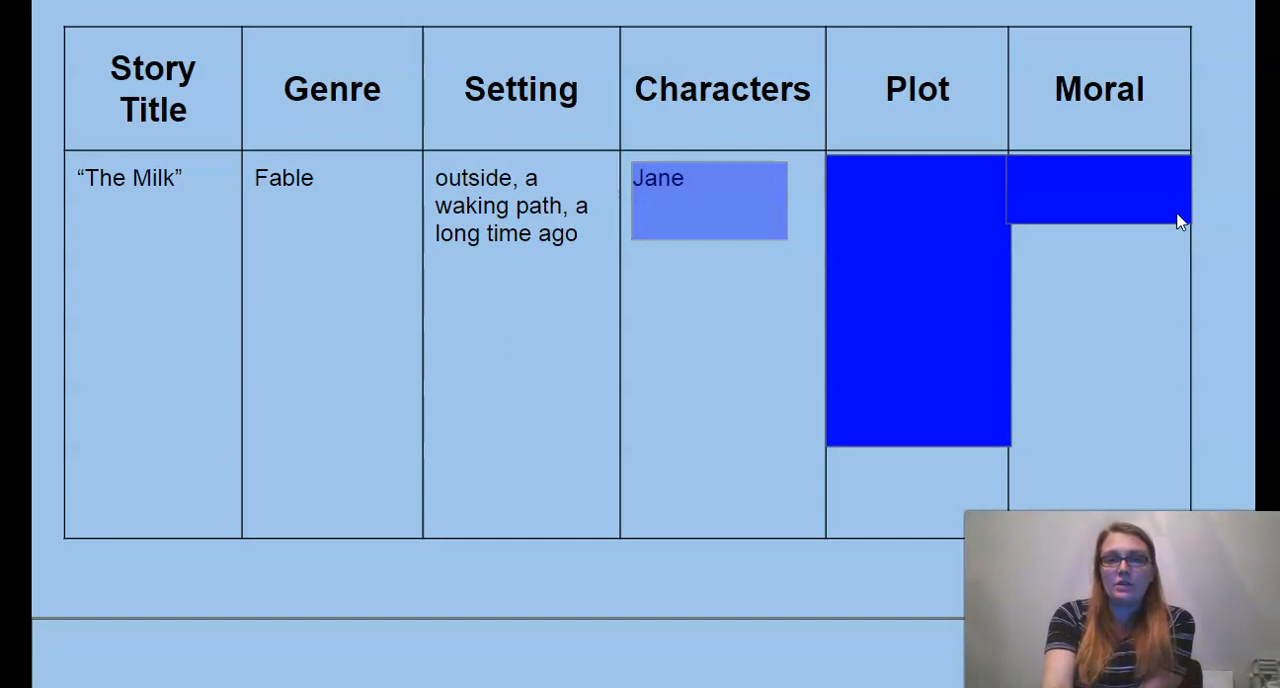 Story
Title
Genre
Setting
Characters
Plot
Moral
“The Milk”
Fable
outside, a
waking path, a
long time ago
Jane